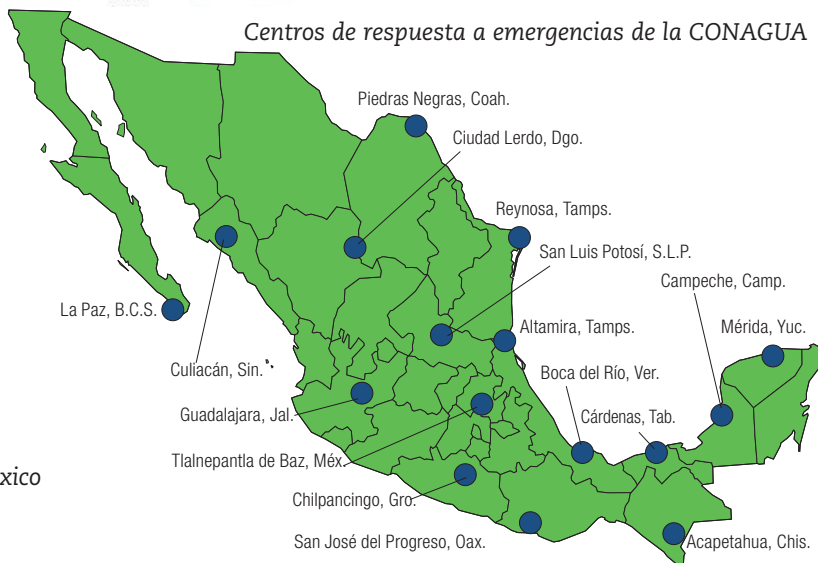 Centros de respuesta a emergencias de la CONAGUA
Piedras Negras, Coah.
Ciudad Lerdo, Dgo.
Reynosa, Tamps.
San Luis Potosí, S.L.P.
Campeche, Camp.
La Paz, B.C.S.
Altamira, Tamps.
Mérida, Yuc.
Culiacán, Sin.
Boca del Río, Ver.
Guadalajara, Jal.
Cárdenas, Tab.
Tlalnepantla de Baz, Méx.
xico
Chilpancingo, Gro.
San José del Progreso, Oax.
Acapetahua, Chis.